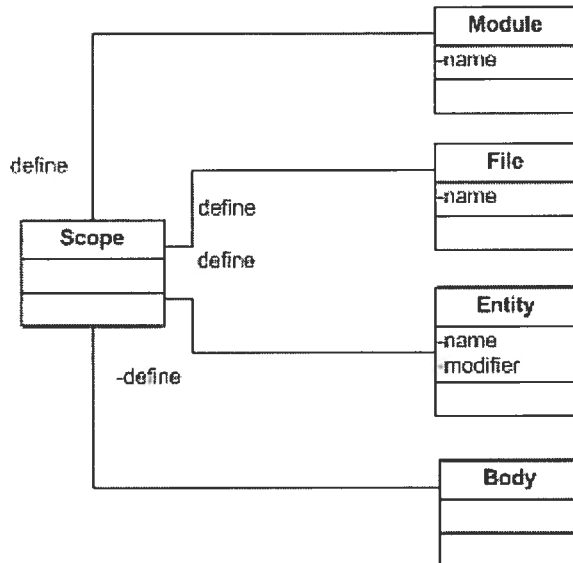 Module
-name
define
File
-name
define
Scope
define
Entity
-name
-modifier
-define
Body